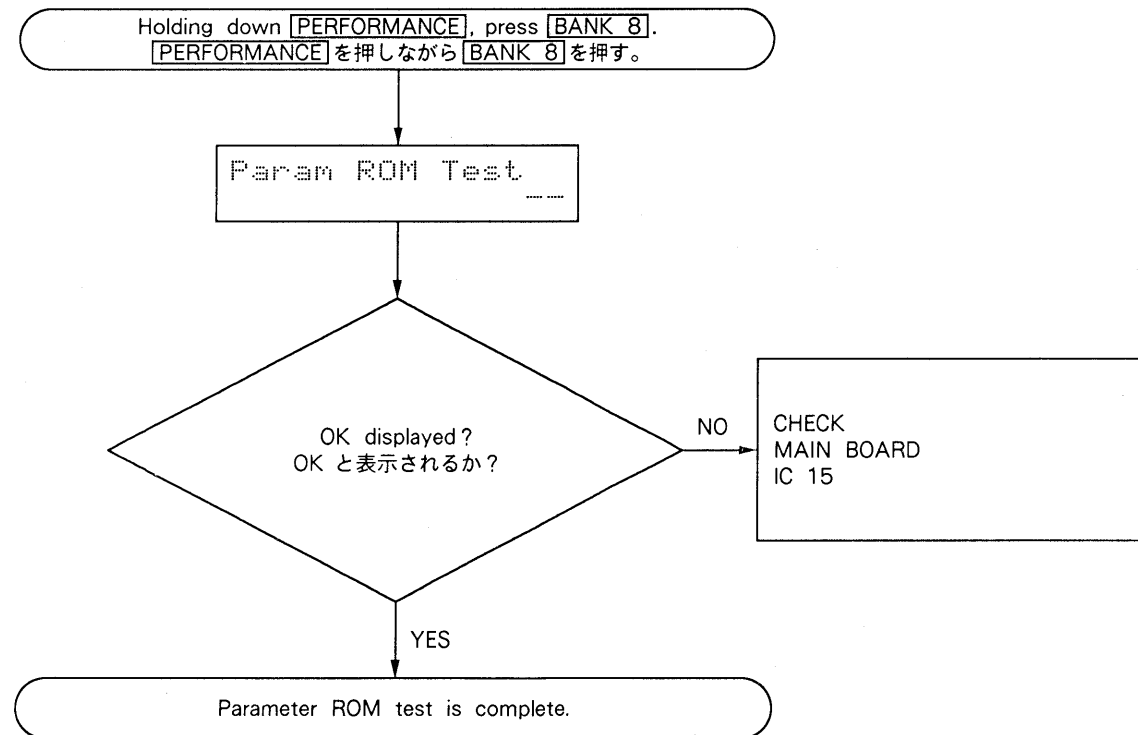 Holding down PERFORMANCE, press BANK 8.
PERFORMANCE を押しながら BANK 8 を押す。
Param ROM Test
__
OK displayed?
OK と表示されるか?
NO
CHECK
MAIN BOARD
IC 15
YES
Parameter ROM test is complete.